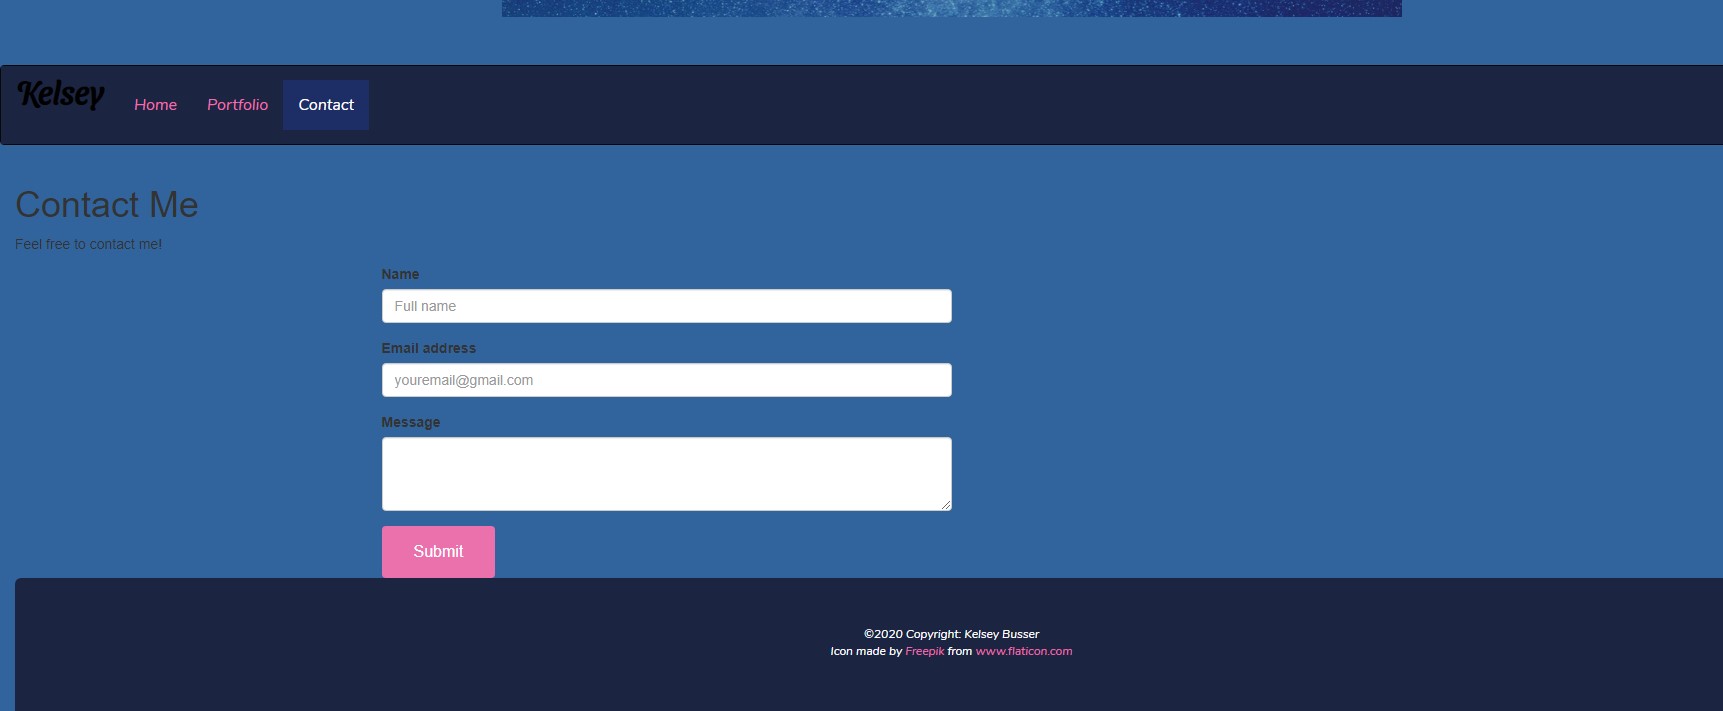 Kelsey
Home Portfolio Contact
Contact Me
Feel free to contact me!
Name
Full name
Email address
youremail@gmail.com
Message
Submit
©2020 Copyright: Kelsey Busser
Icon made by Freepik from www.flaticon.com